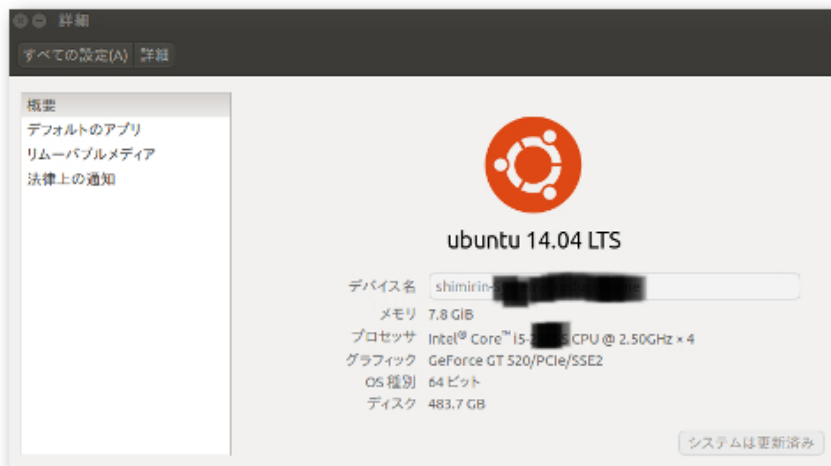 詳細
すべての設定(A) 詳細
概要
デフォルトのアプリ
リムーバブルメディア
法律上の通知
ubuntu 14.04 LTS
デバイス名 shimirin-
メモリ 7.8 GiB
プロセッサ Intel® Core™ i5- CPU @ 2.50GHz × 4
グラフィック GeForce GT 520/PCIe/SSE2
OS 種別 64 ビット
ディスク 483.7 GB
システムは更新済み